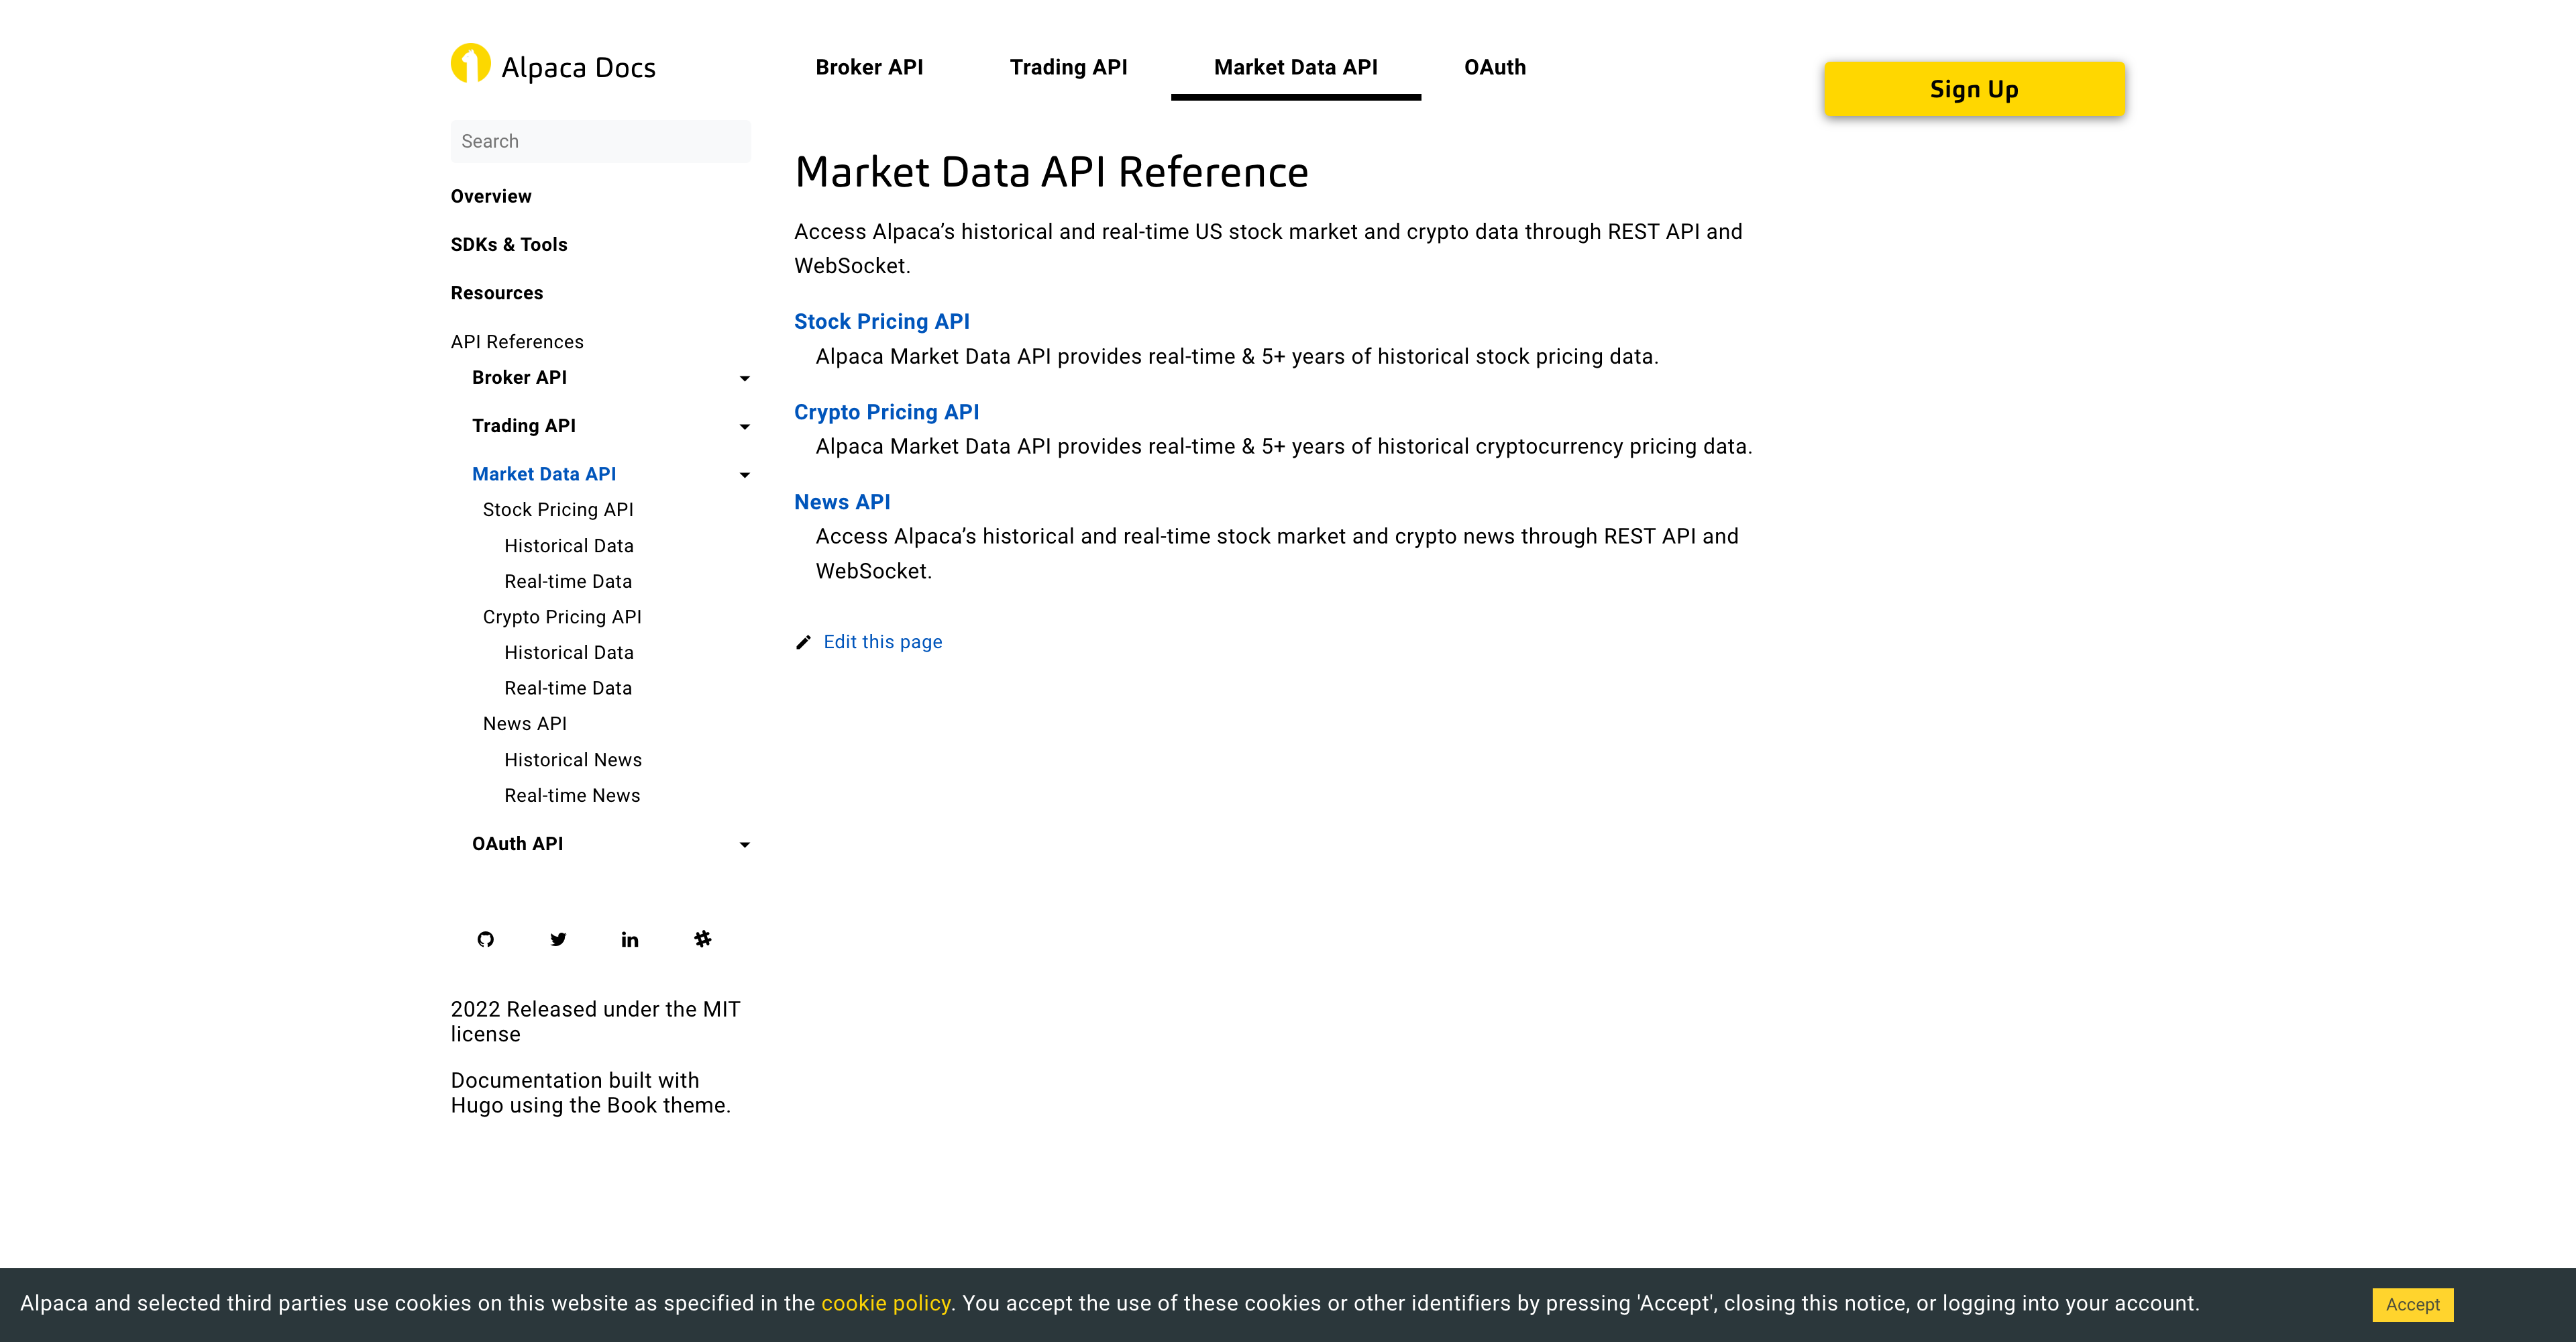 Alpaca Docs
Broker API
Trading API
Market Data API
OAuth
Sign Up
Search
Overview
SDKs & Tools
Resources
API References
Broker API
Trading API
Market Data API
Stock Pricing API
Historical Data
Real-time Data
Crypto Pricing API
Historical Data
Real-time Data
News API
Historical News
Real-time News
OAuth API
2022 Released under the MIT
license
Documentation built with
Hugo using the Book theme.
Market Data API Reference
Access Alpaca’s historical and real-time US stock market and crypto data through REST API and
WebSocket.
Stock Pricing API
Alpaca Market Data API provides real-time & 5+ years of historical stock pricing data.
Crypto Pricing API
Alpaca Market Data API provides real-time & 5+ years of historical cryptocurrency pricing data.
News API
Access Alpaca’s historical and real-time stock market and crypto news through REST API and
WebSocket.
Edit this page
Alpaca and selected third parties use cookies on this website as specified in the cookie policy. You accept the use of these cookies or other identifiers by pressing 'Accept', closing this notice, or logging into your account.
Accept